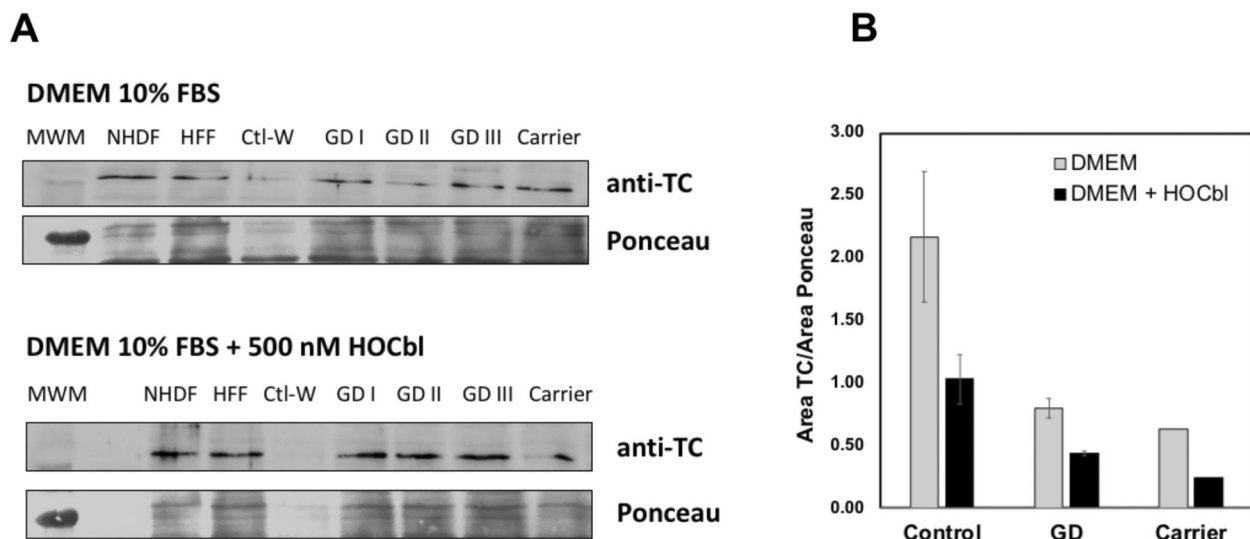 A
DMEM 10% FBS
MWM NHDF HFF Ctl-W GD I GD II GD III Carrier
anti-TC
Ponceau
DMEM 10% FBS + 500 nM HOCbl
MWM NHDF HFF Ctl-W GD I GD II GD III Carrier
anti-TC
Ponceau
B
Area TC/Area Ponceau
3.00
2.50
2.00
1.50
1.00
0.50
0.00
DMEM
DMEM + HOCbl
Control GD Carrier